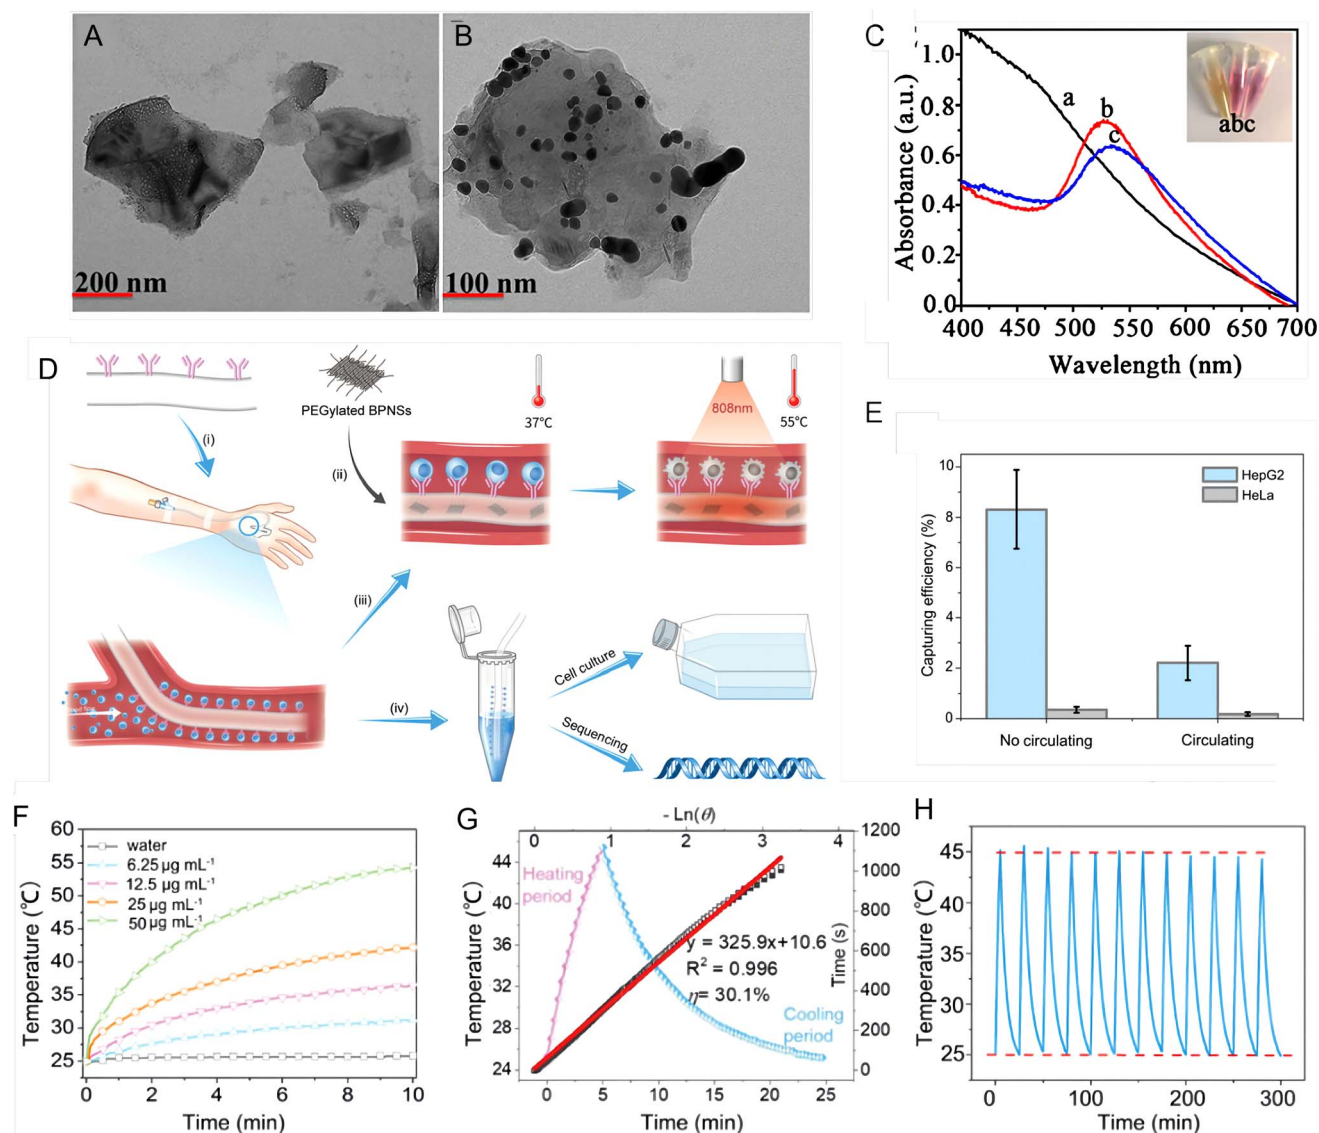 A
200 nm
B
100 nm
C
1.0
0.8
0.6
0.4
0.2
0.0
400 450 500 550 600 650 700
Absorbance (a.u.)
Wavelength (nm)
a
b
c
abc
D
PEGylated BPNSs
(i)
(ii)
37°C
808nm
55°C
(iii)
(iv)
Cell culture
Sequencing
E
10
8
6
4
2
0
Capturing efficiency (%)
HepG2
HeLa
No circulating
Circulating
F
60
55
50
45
40
35
30
25
Temperature (℃)
water
6.25 µg mL⁻¹
12.5 µg mL⁻¹
25 µg mL⁻¹
50 µg mL⁻¹
0 2 4 6 8 10
Time (min)
G
- Ln(θ)
0 1 2 3 4
44
40
36
32
28
24
Temperature (℃)
Heating
period
y = 325.9x+10.6
R² = 0.996
η= 30.1%
Cooling
period
1200
1000
800
600
400
200
0
Time (s)
0 5 10 15 20 25
Time (min)
H
45
40
35
30
25
Temperature (℃)
0 100 200 300
Time (min)